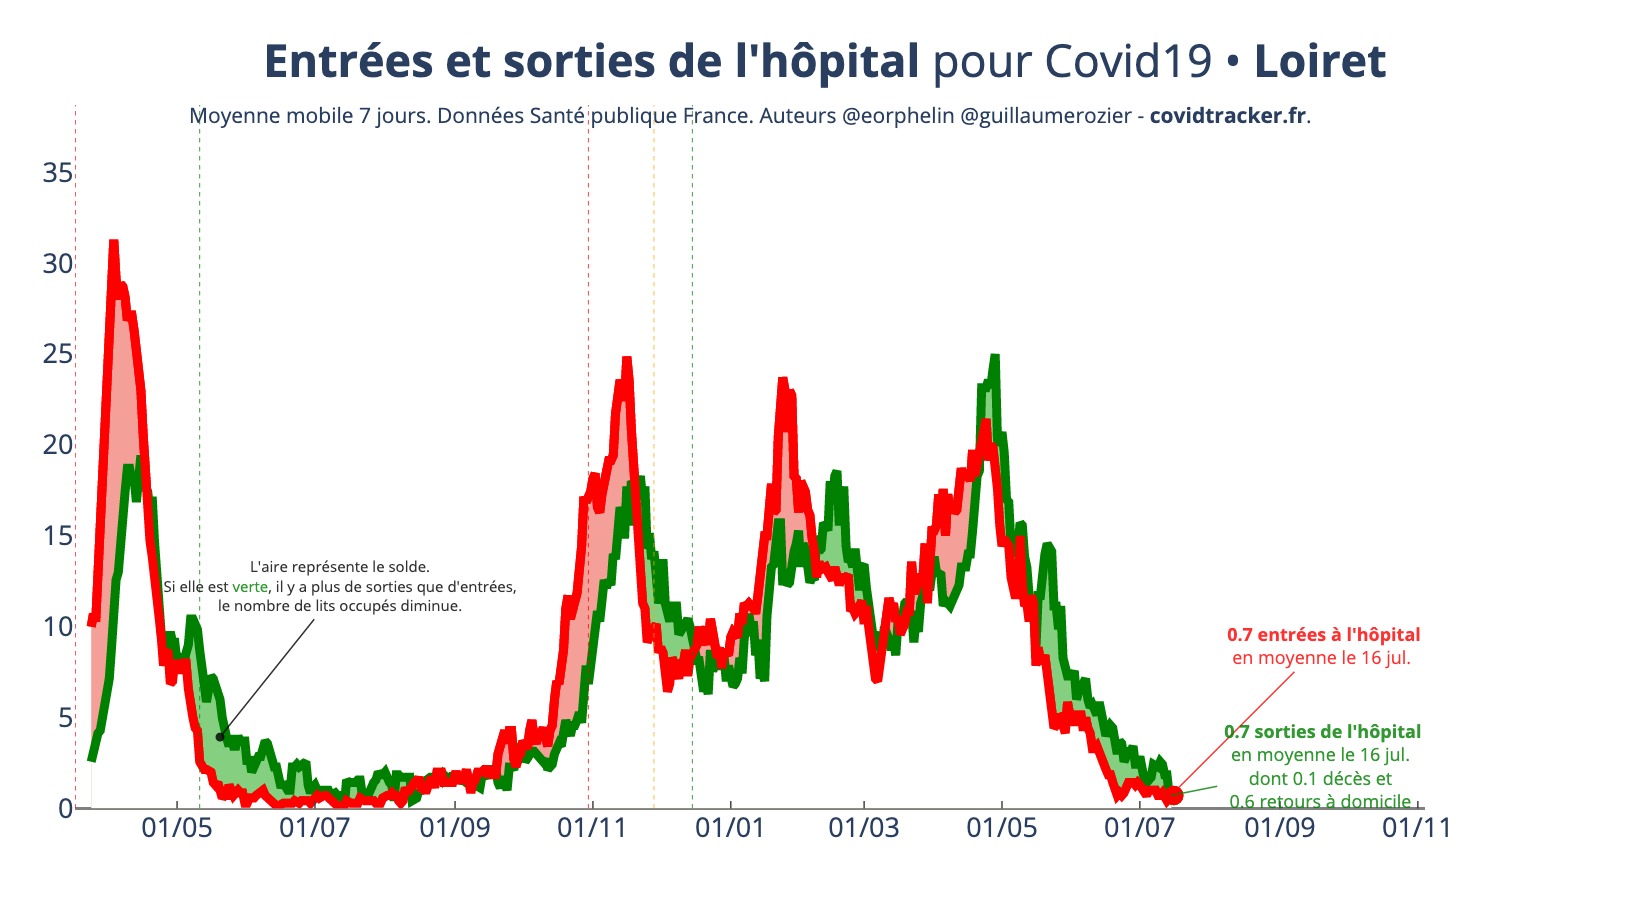 Entrées et sorties de l'hôpital pour Covid19 • Loiret
Moyenne mobile 7 jours. Données Santé publique France. Auteurs @eorphelin @guillaumerozier - covidtracker.fr.
35
30
25
20
15
10
5
0
L'aire représente le solde.
Si elle est verte, il y a plus de sorties que d'entrées,
le nombre de lits occupés diminue.
0.7 entrées à l'hôpital
en moyenne le 16 jul.
0.7 sorties de l'hôpital
en moyenne le 16 jul.
dont 0.1 décès et
0.6 retours à domicile
01/05
01/07
01/09
01/11
01/01
01/03
01/05
01/07
01/09
01/11